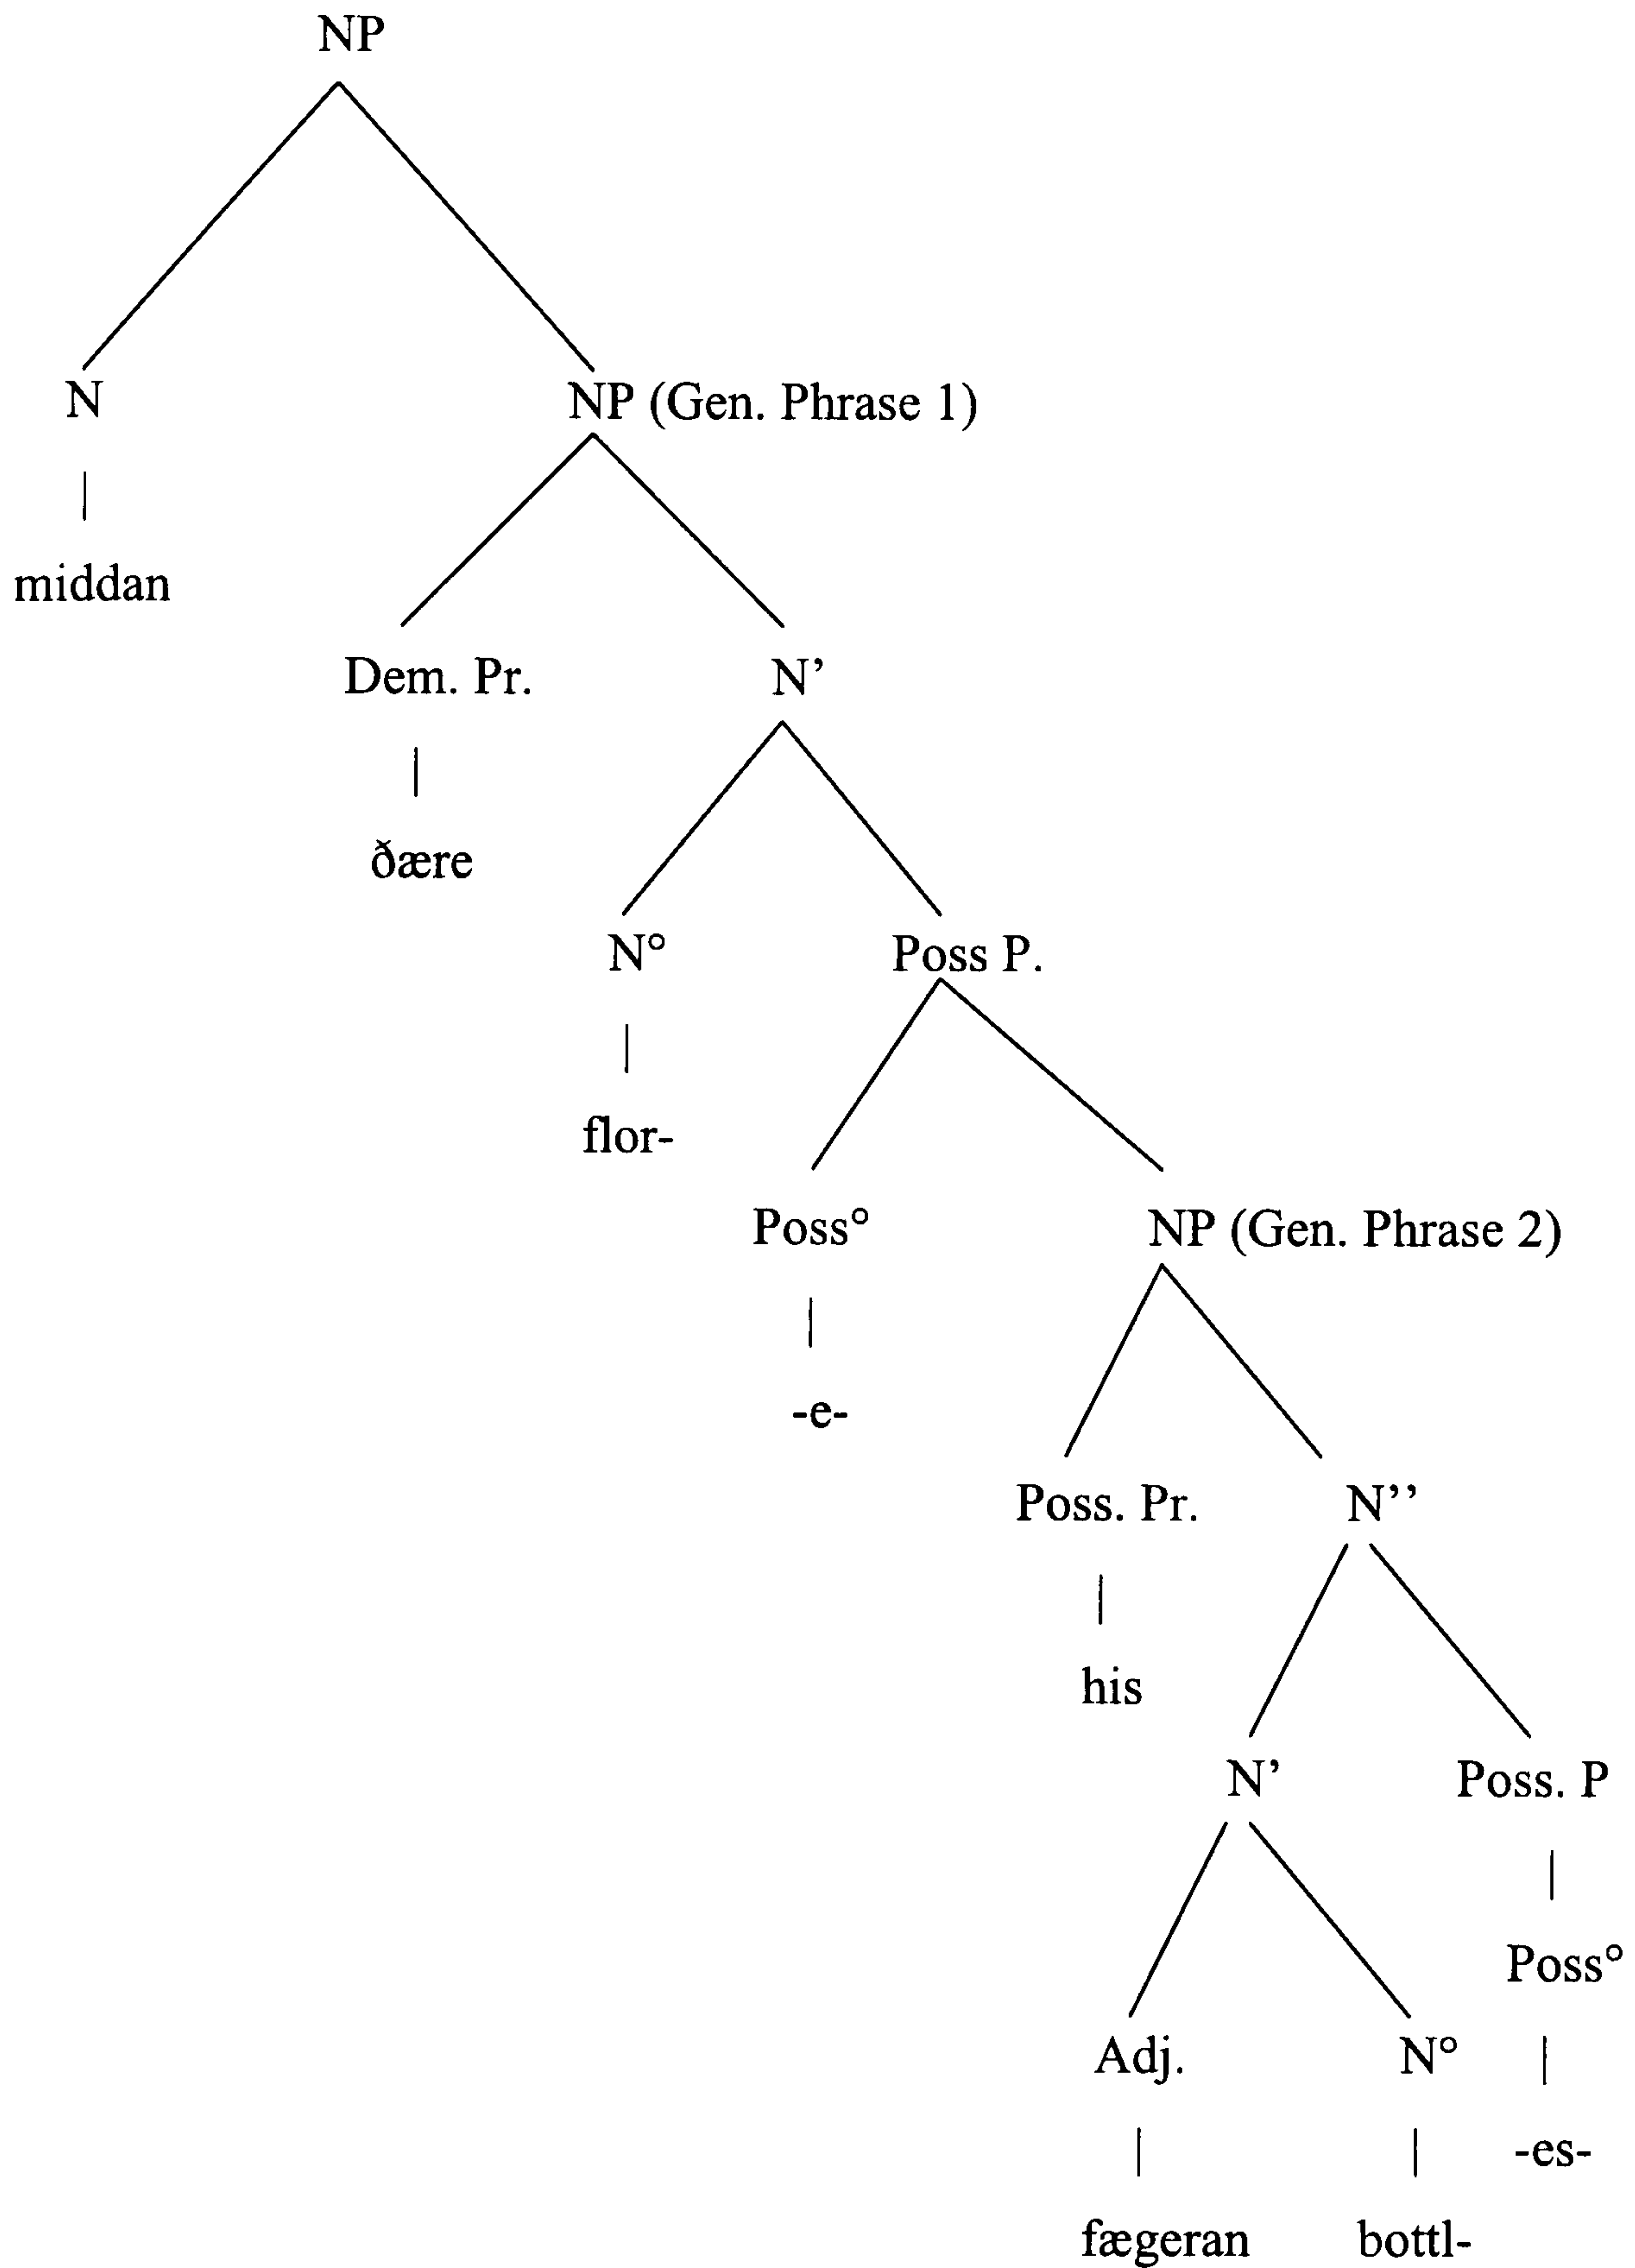 NP
N NP (Gen. Phrase 1)
middan
Dem. Pr. N’
ðære
N° Poss P.
flor-
Poss° NP (Gen. Phrase 2)
-e-
Poss. Pr. N’’
his
N’ Poss. P
Poss°
Adj. N°
-es-
fægeran bottl-